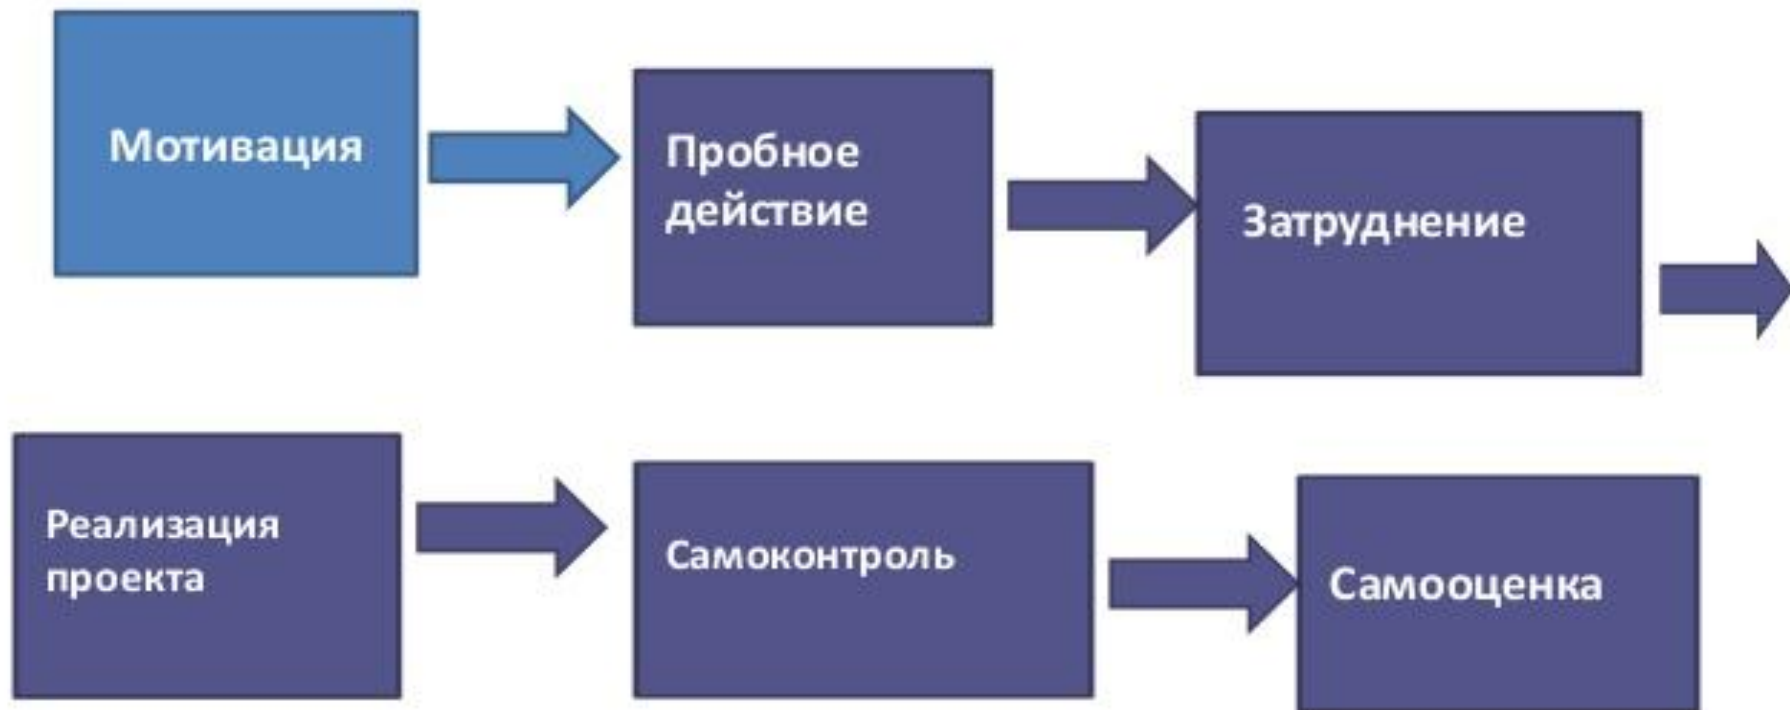 Мотивация
Пробное
действие
Затруднение
Реализация
проекта
Самоконтроль
Самооценка